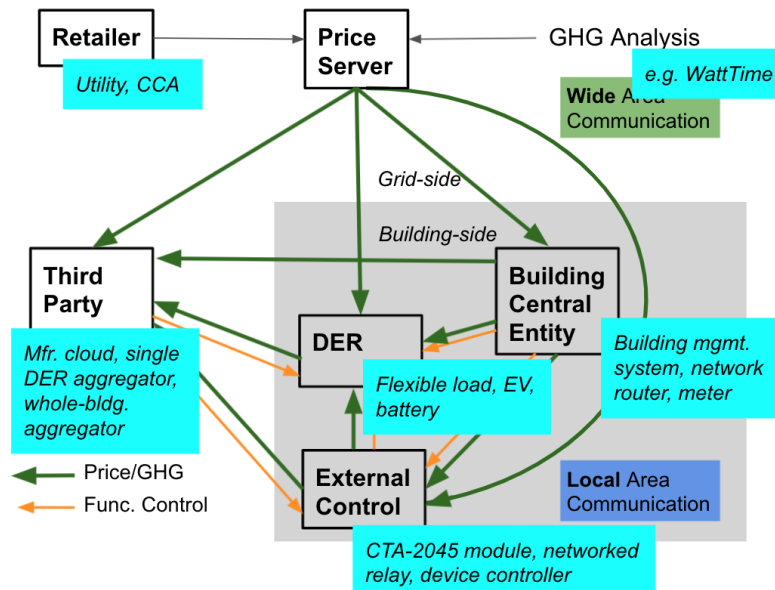 Retailer
Price
Server
GHG Analysis
Utility, CCA
e.g. WattTime
Wide Area
Communication
Grid-side
Building-side
Third
Party
Building
Central
Entity
DER
Mfr. cloud, single
DER aggregator,
whole-bldg.
aggregator
Flexible load, EV,
battery
Building mgmt.
system, network
router, meter
Price/GHG
Func. Control
External
Control
Local Area
Communication
CTA-2045 module, networked
relay, device controller